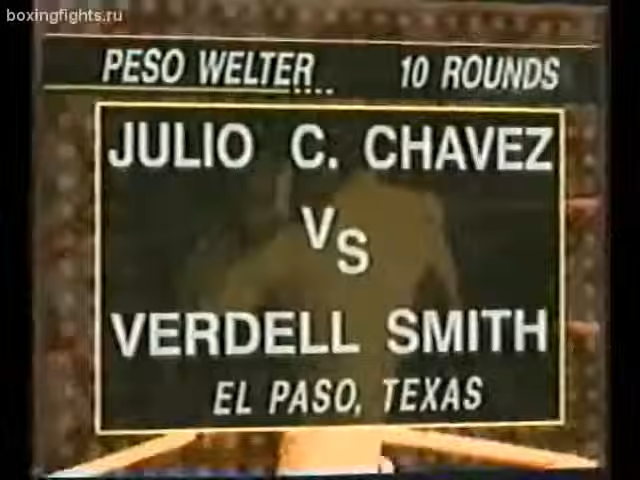 boxingfights.ru
PESO WELTER.... 10 ROUNDS
JULIO C. CHAVEZ
VS
VERDELL SMITH
EL PASO, TEXAS